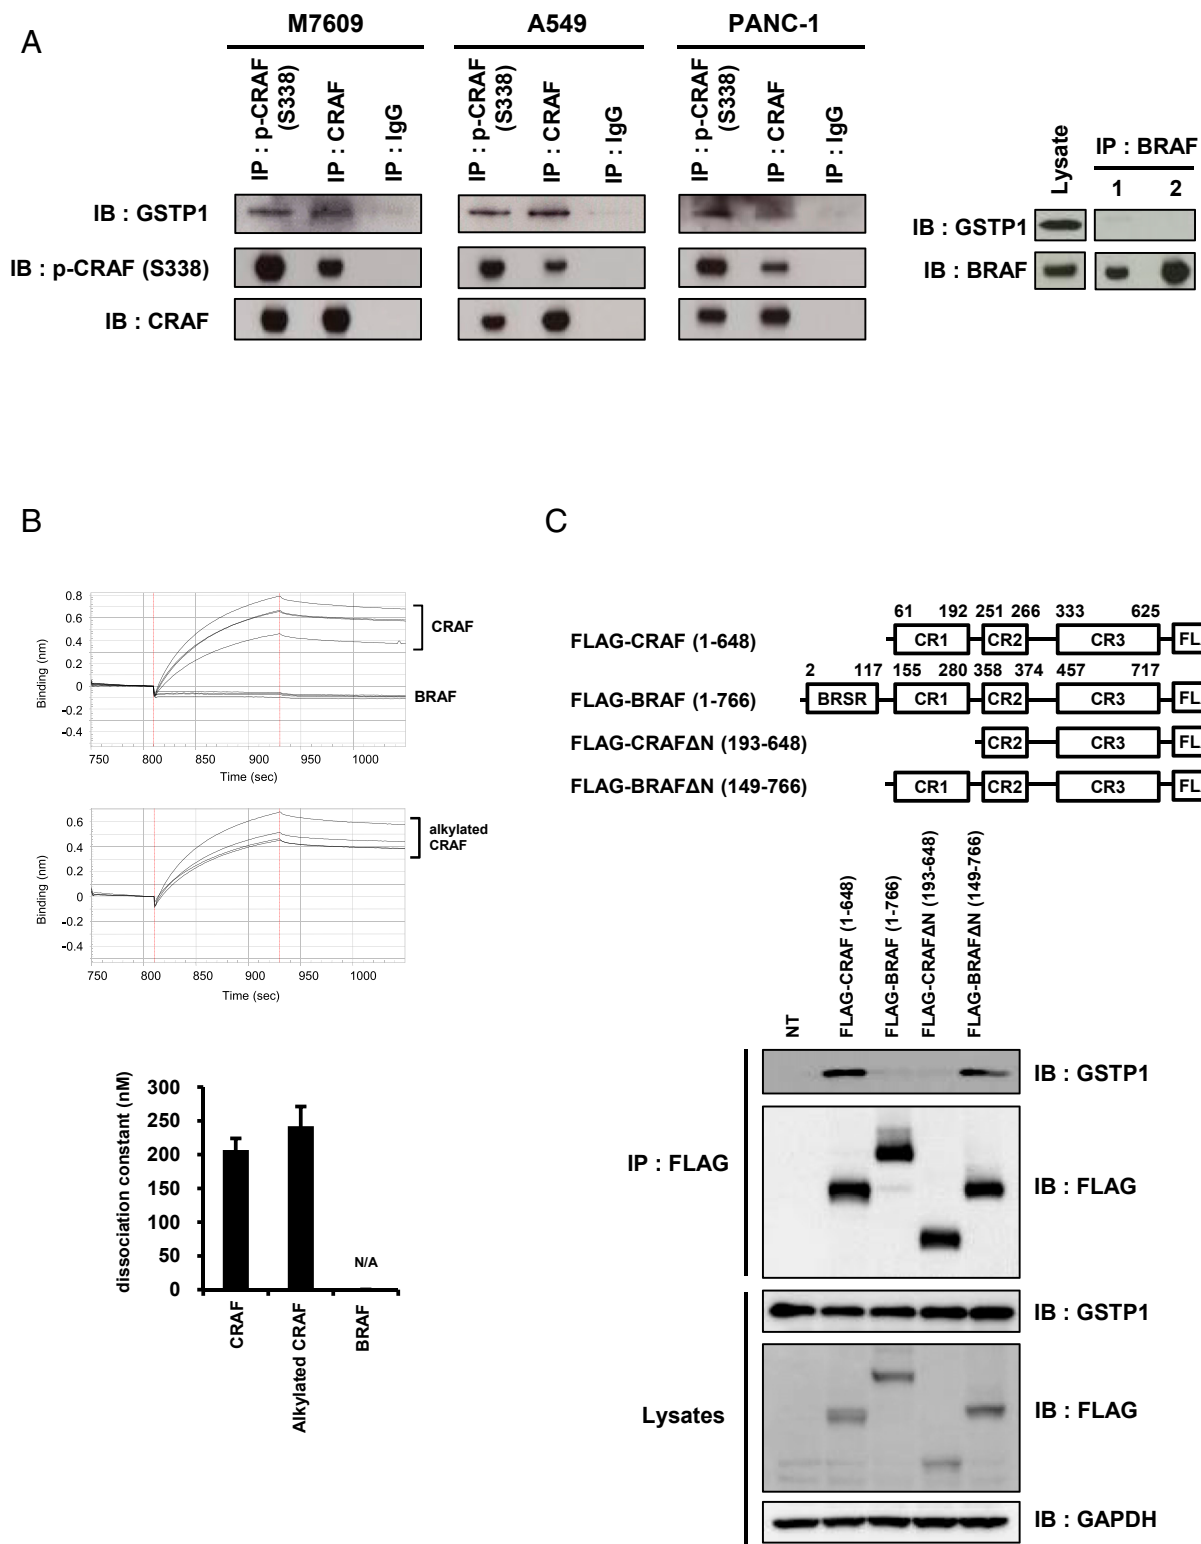 A
M7609 A549 PANC-1
IP : p-CRAF (S338) IP : CRAF IP : IgG IP : p-CRAF (S338) IP : CRAF IP : IgG IP : p-CRAF (S338) IP : CRAF IP : IgG
IB : GSTP1
IB : p-CRAF (S338)
IB : CRAF
Lysate IP : BRAF
1 2
IB : GSTP1
IB : BRAF
B
Binding (nm)
0.8
0.6
0.4
0.2
0
-0.2
-0.4
CRAF
BRAF
750 800 850 900 950 1000
Time (sec)
Binding (nm)
0.6
0.4
0.2
0
-0.2
-0.4
alkylated
CRAF
750 800 850 900 950 1000
Time (sec)
dissociation constant (nM)
300
250
200
150
100
50
0
N/A
CRAF Alkylated CRAF BRAF
C
61 192 251 266 333 625
FLAG-CRAF (1-648) CR1 CR2 CR3 FL
2 117 155 280 358 374 457 717
FLAG-BRAF (1-766) BRSR CR1 CR2 CR3 FL
FLAG-CRAFΔN (193-648) CR2 CR3 FL
FLAG-BRAFΔN (149-766) CR1 CR2 CR3 FL
NT FLAG-CRAF (1-648) FLAG-BRAF (1-766) FLAG-CRAFΔN (193-648) FLAG-BRAFΔN (149-766)
IP : FLAG
IB : GSTP1
IB : FLAG
Lysates
IB : GSTP1
IB : FLAG
IB : GAPDH